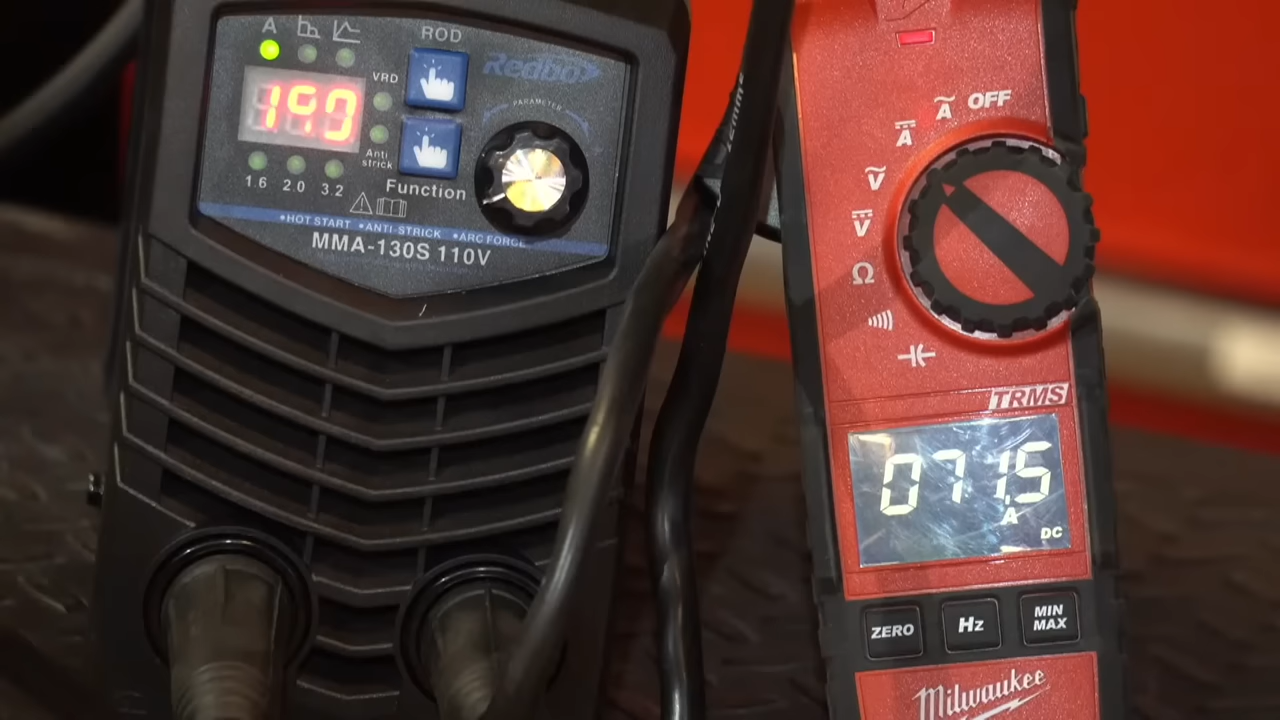 A
ROD
Redbo
VRD
190
PARAMETER
Anti
strick
1.6 2.0 3.2
Function
•HOT START •ANTI-STRICK •ARC FORCE
MMA-130S 110V
OFF
Ã
A
Ṽ
V
Ω
TRMS
071.5
A
DC
ZERO
Hz
MIN
MAX
Milwaukee